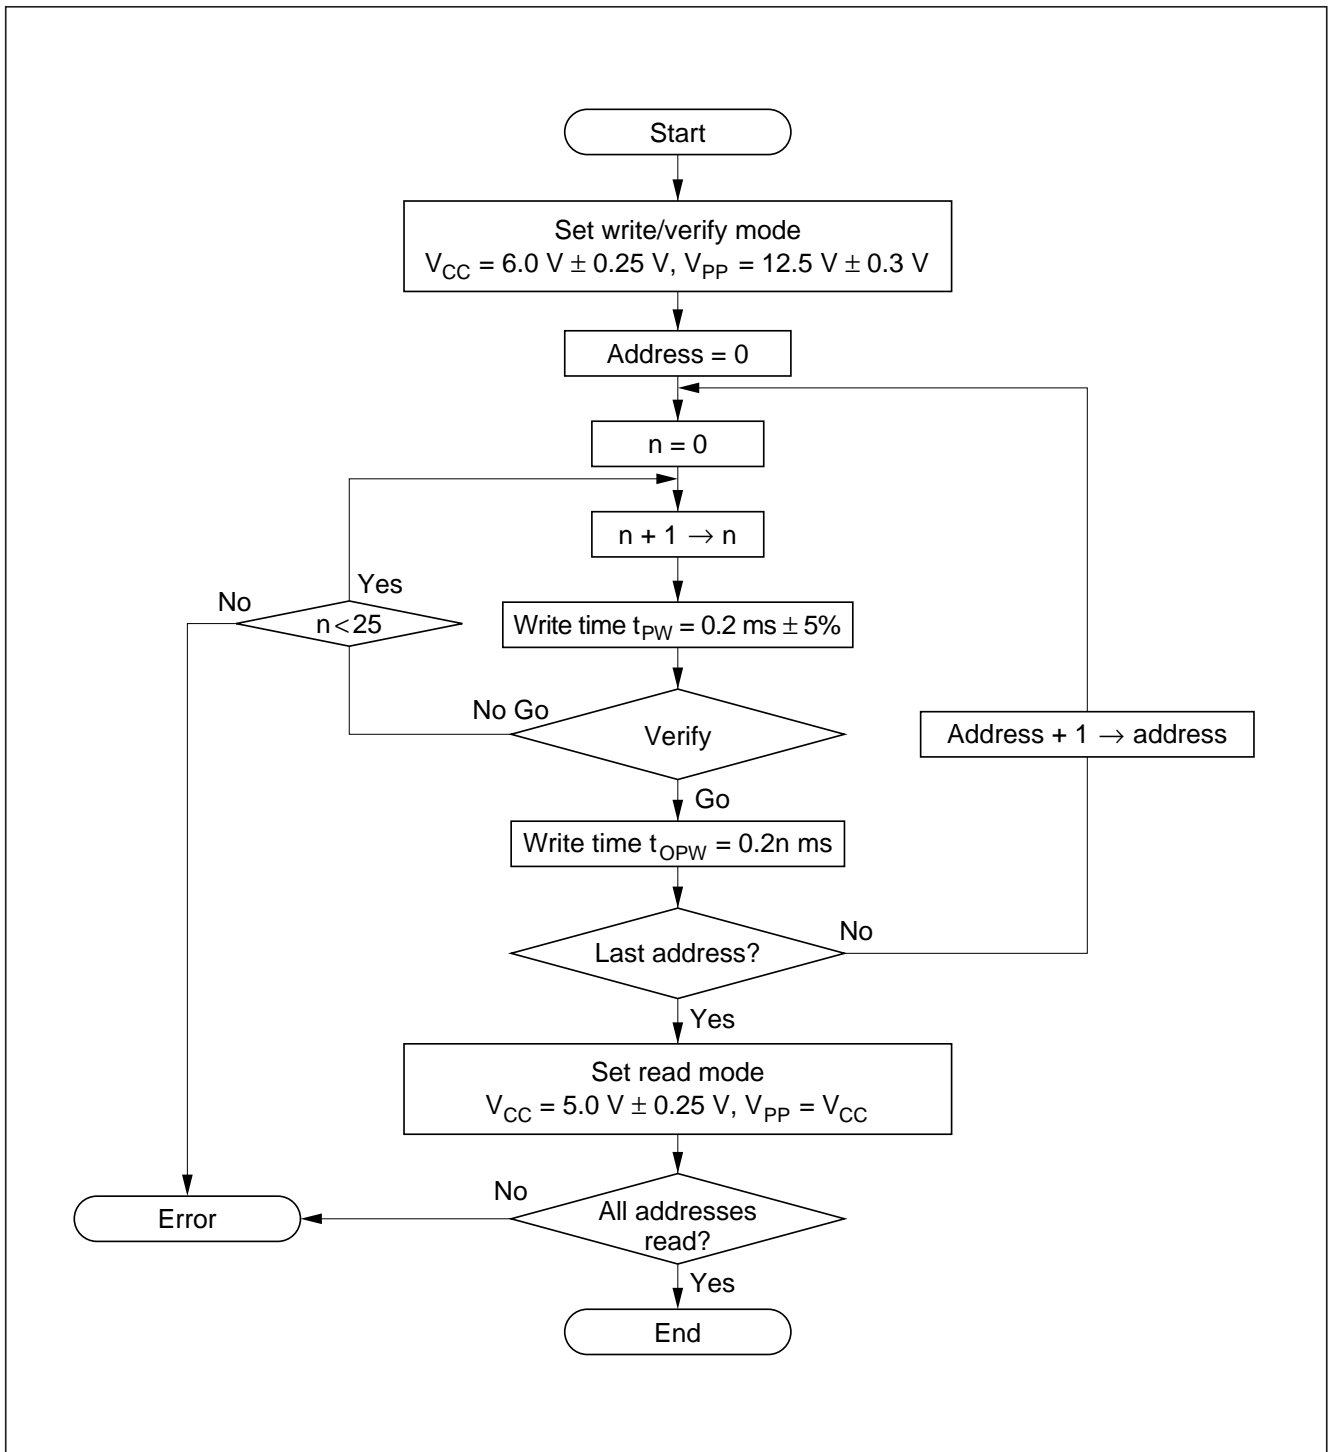 Start
Set write/verify mode
VCC = 6.0 V ± 0.25 V, VPP = 12.5 V ± 0.3 V
Address = 0
n = 0
n + 1 → n
Yes
No
n<25
Write time tPW = 0.2 ms ± 5%
No Go
Verify
Address + 1 → address
Go
Write time tOPW = 0.2n ms
Last address?
No
Yes
Set read mode
VCC = 5.0 V ± 0.25 V, VPP = VCC
No
Error
All addresses
read?
Yes
End